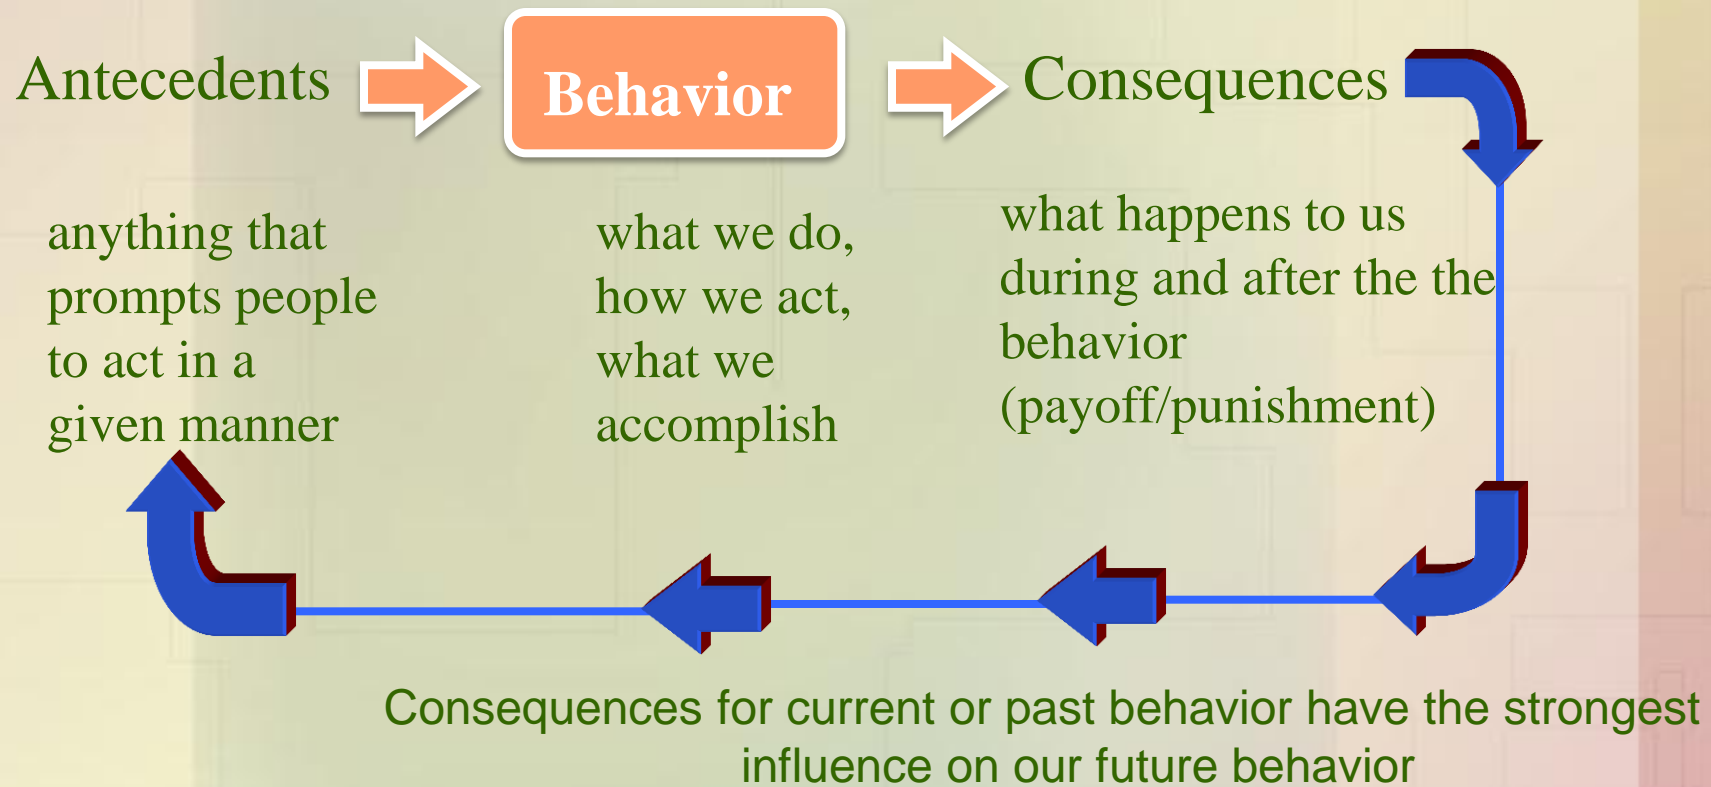 Antecedents
Behavior
Consequences
anything that
prompts people
to act in a
given manner
what we do,
how we act,
what we
accomplish
what happens to us
during and after the the
behavior
(payoff/punishment)
Consequences for current or past behavior have the strongest
influence on our future behavior